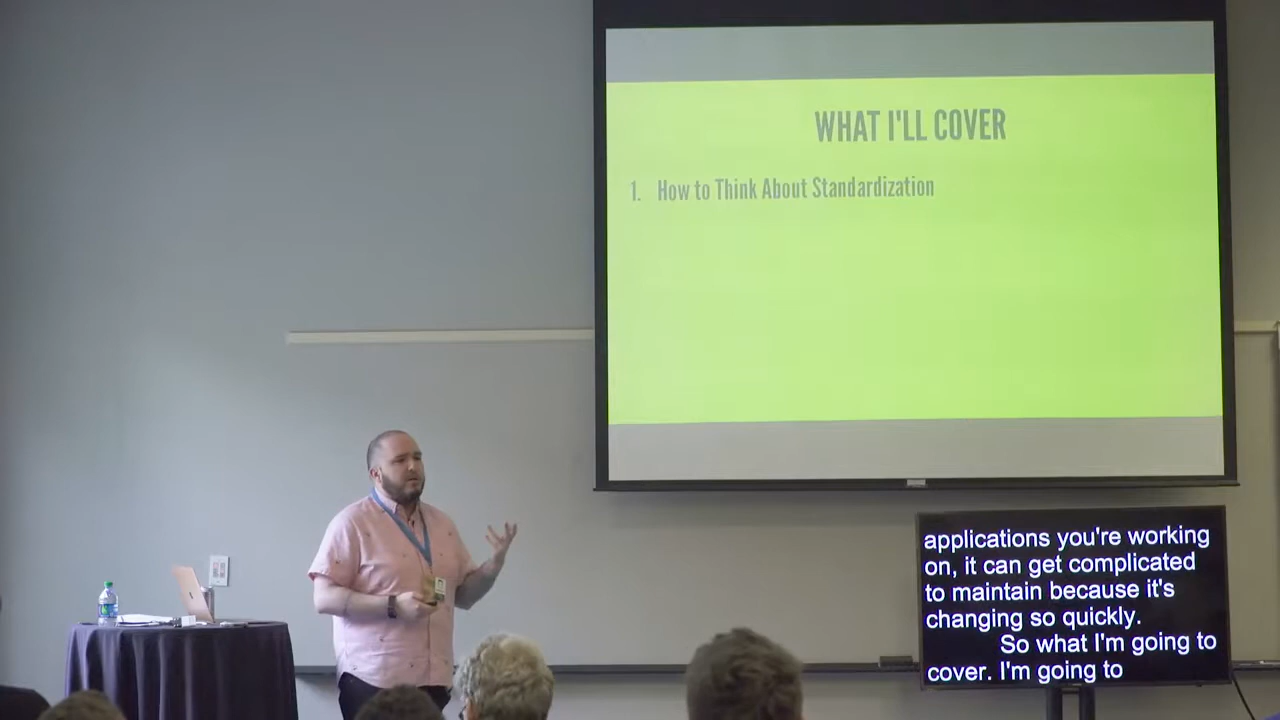 WHAT I'LL COVER
1. How to Think About Standardization
applications you're working
on, it can get complicated
to maintain because it's
changing so quickly.
So what I'm going to
cover. I'm going to